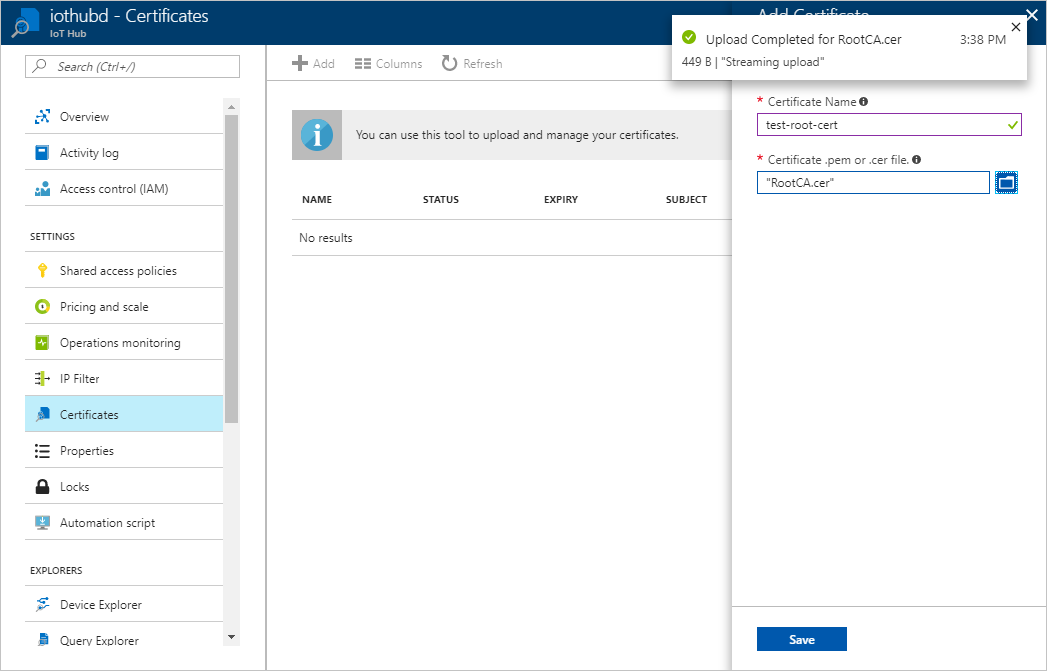 iothubd - Certificates
IoT Hub
Search (Ctrl+/)
Overview
Activity log
Access control (IAM)
SETTINGS
Shared access policies
Pricing and scale
Operations monitoring
IP Filter
Certificates
Properties
Locks
Automation script
EXPLORERS
Device Explorer
Query Explorer
Add Columns Refresh
You can use this tool to upload and manage your certificates.
NAME STATUS EXPIRY SUBJECT
No results
Add Certificate
Upload Completed for RootCA.cer 3:38 PM
449 B | "Streaming upload"
* Certificate Name
test-root-cert
* Certificate .pem or .cer file.
"RootCA.cer"
Save